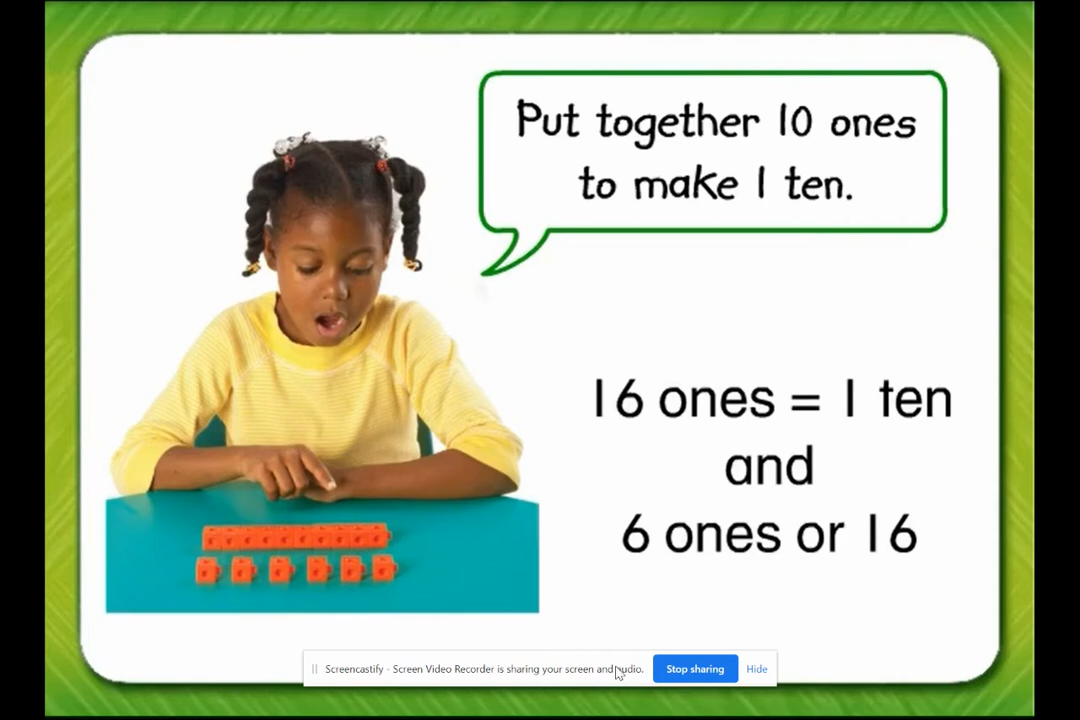 Put together 10 ones
to make 1 ten.
16 ones = 1 ten
and
6 ones or 16
Screencastify - Screen Video Recorder is sharing your screen and audio.
Stop sharing
Hide